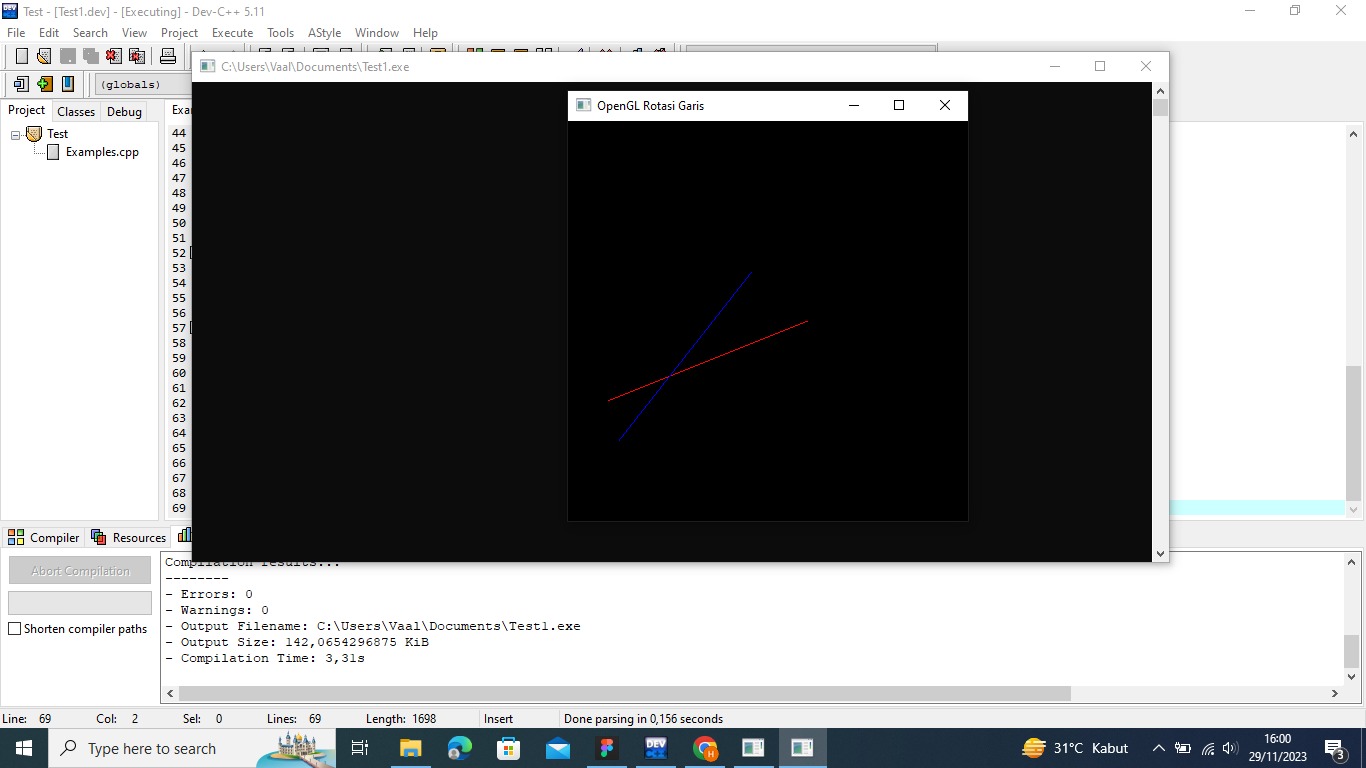 Test - [Test1.dev] - [Executing] - Dev-C++ 5.11
File Edit Search View Project Execute Tools AStyle Window Help
C:\Users\Vaal\Documents\Test1.exe
(globals)
OpenGL Rotasi Garis
Project Classes Debug
Exam
Test
Examples.cpp
44
45
46
47
48
49
50
51
52
53
54
55
56
57
58
59
60
61
62
63
64
65
66
67
68
69
Compiler Resources
Abort Compilation
Shorten compiler paths
Compilation results...
--------
- Errors: 0
- Warnings: 0
- Output Filename: C:\Users\Vaal\Documents\Test1.exe
- Output Size: 142,0654296875 KiB
- Compilation Time: 3,31s
Line: 69 Col: 2 Sel: 0 Lines: 69 Length: 1698 Insert Done parsing in 0,156 seconds
Type here to search
DEV
31°C Kabut
16:00
29/11/2023
3